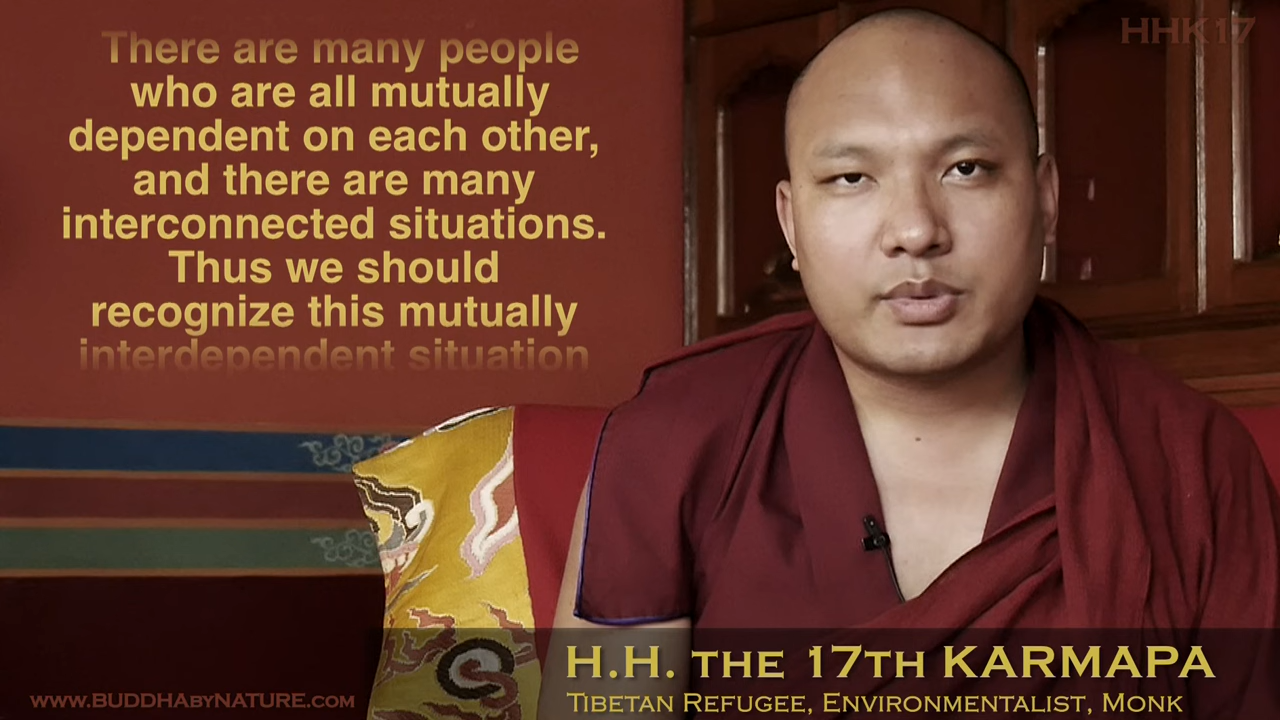 There are many people
who are all mutually
dependent on each other,
and there are many
interconnected situations.
Thus we should
recognize this mutually
interdependent situation
HHK17
H.H. THE 17TH KARMAPA
TIBETAN REFUGEE, ENVIRONMENTALIST, MONK
www.BUDDHAbyNATURE.com